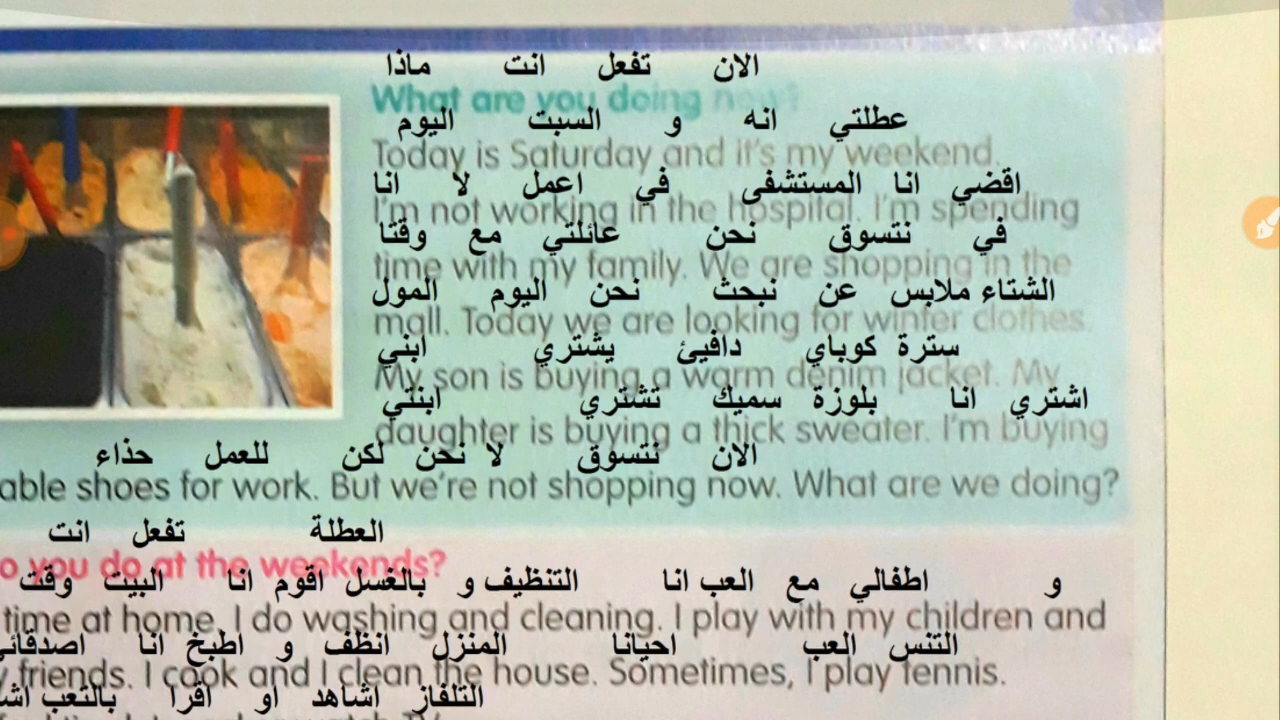 ماذا انت تفعل الان
What are you doing now?
اليوم السبت و انه عطلتي
Today is Saturday and it's my weekend.
انا لا اعمل في المستشفى انا اقضي
I'm not working in the hospital. I'm spending
وقتا مع عائلتي نحن نتسوق في
time with my family. We are shopping in the
المول اليوم نحن نبحث عن ملابس الشتاء
mall. Today we are looking for winter clothes.
ابني يشتري دافيئ كوباي سترة
My son is buying a warm denim jacket. My
ابنتي تشتري سميك بلوزة انا اشتري
daughter is buying a thick sweater. I'm buying
حذاء للعمل لكن نحن لا نتسوق الان
able shoes for work. But we're not shopping now. What are we doing?
انت تفعل العطلة
o you do at the weekends?
وقت البيت انا اقوم بالغسل و التنظيف انا العب مع اطفالي و
time at home. I do washing and cleaning. I play with my children and
اصدقائي انا اطبخ و انظف المنزل احيانا العب التنس
y friends. I cook and I clean the house. Sometimes, I play tennis.
بالتعب اقرا او اشاهد التلفاز